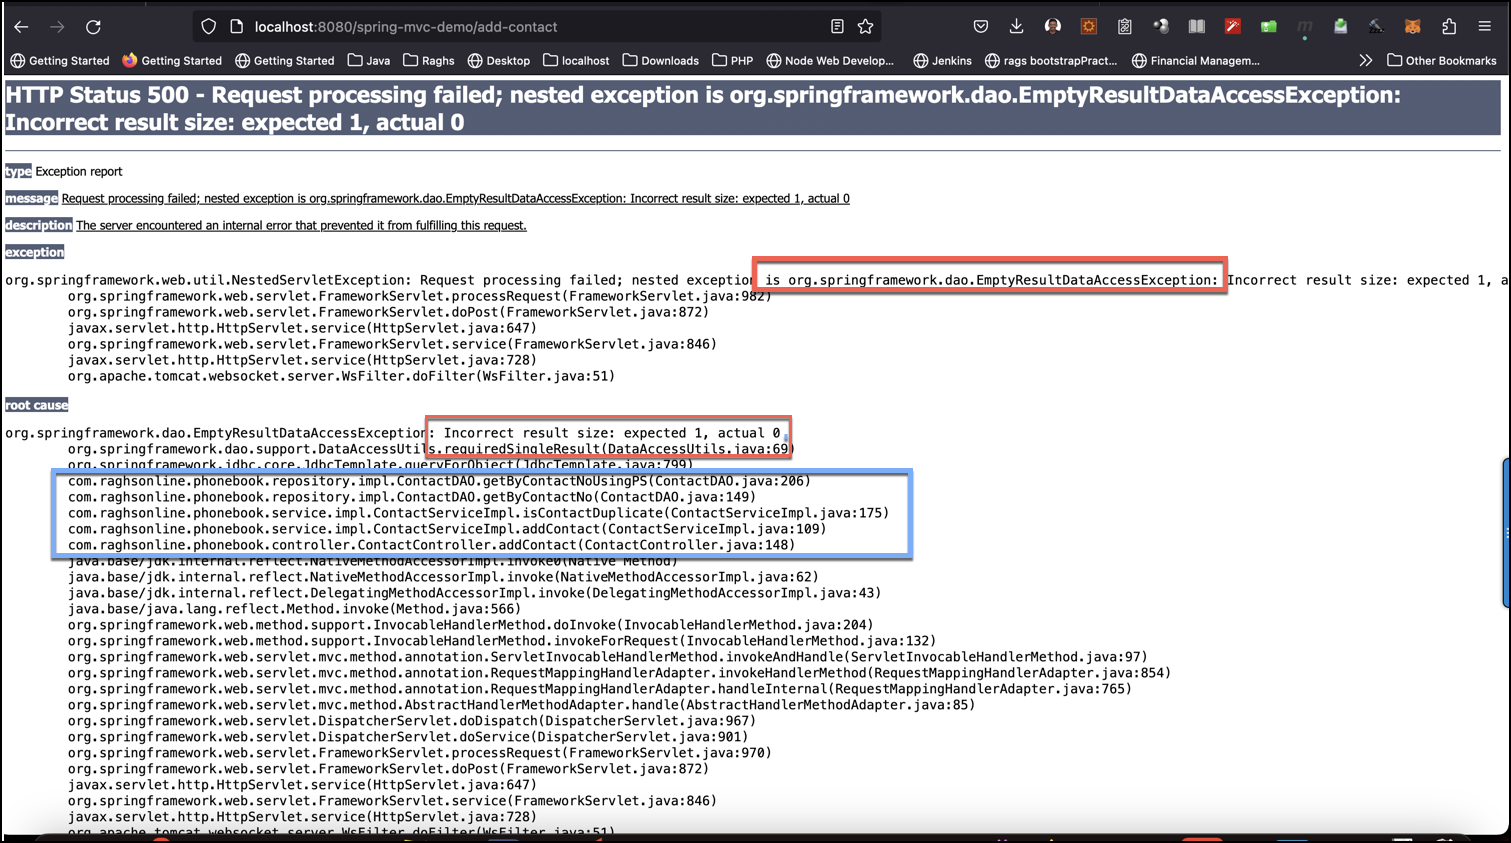 localhost:8080/spring-mvc-demo/add-contact
Getting Started Getting Started Getting Started Java Raghs Desktop localhost Downloads PHP Node Web Develop... Jenkins rags bootstrapPract... Financial Managem... Other Bookmarks
HTTP Status 500 - Request processing failed; nested exception is org.springframework.dao.EmptyResultDataAccessException:
Incorrect result size: expected 1, actual 0
type Exception report
message Request processing failed; nested exception is org.springframework.dao.EmptyResultDataAccessException: Incorrect result size: expected 1, actual 0
description The server encountered an internal error that prevented it from fulfilling this request.
exception
org.springframework.web.util.NestedServletException: Request processing failed; nested exception is org.springframework.dao.EmptyResultDataAccessException: Incorrect result size: expected 1, a
org.springframework.web.servlet.FrameworkServlet.processRequest(FrameworkServlet.java:982)
org.springframework.web.servlet.FrameworkServlet.doPost(FrameworkServlet.java:872)
javax.servlet.http.HttpServlet.service(HttpServlet.java:647)
org.springframework.web.servlet.FrameworkServlet.service(FrameworkServlet.java:846)
javax.servlet.http.HttpServlet.service(HttpServlet.java:728)
org.apache.tomcat.websocket.server.WsFilter.doFilter(WsFilter.java:51)
root cause
org.springframework.dao.EmptyResultDataAccessException: Incorrect result size: expected 1, actual 0
org.springframework.dao.support.DataAccessUtils.requiredSingleResult(DataAccessUtils.java:69)
org.springframework.jdbc.core.JdbcTemplate.queryForObject(JdbcTemplate.java:799)
com.raghsonline.phonebook.repository.impl.ContactDAO.getByContactNoUsingPS(ContactDAO.java:206)
com.raghsonline.phonebook.repository.impl.ContactDAO.getByContactNo(ContactDAO.java:149)
com.raghsonline.phonebook.service.impl.ContactServiceImpl.isContactDuplicate(ContactServiceImpl.java:175)
com.raghsonline.phonebook.service.impl.ContactServiceImpl.addContact(ContactServiceImpl.java:109)
com.raghsonline.phonebook.controller.ContactController.addContact(ContactController.java:148)
java.base/jdk.internal.reflect.NativeMethodAccessorImpl.invoke0(Native Method)
java.base/jdk.internal.reflect.NativeMethodAccessorImpl.invoke(NativeMethodAccessorImpl.java:62)
java.base/jdk.internal.reflect.DelegatingMethodAccessorImpl.invoke(DelegatingMethodAccessorImpl.java:43)
java.base/java.lang.reflect.Method.invoke(Method.java:566)
org.springframework.web.method.support.InvocableHandlerMethod.doInvoke(InvocableHandlerMethod.java:204)
org.springframework.web.method.support.InvocableHandlerMethod.invokeForRequest(InvocableHandlerMethod.java:132)
org.springframework.web.servlet.mvc.method.annotation.ServletInvocableHandlerMethod.invokeAndHandle(ServletInvocableHandlerMethod.java:97)
org.springframework.web.servlet.mvc.method.annotation.RequestMappingHandlerAdapter.invokeHandlerMethod(RequestMappingHandlerAdapter.java:854)
org.springframework.web.servlet.mvc.method.annotation.RequestMappingHandlerAdapter.handleInternal(RequestMappingHandlerAdapter.java:765)
org.springframework.web.servlet.mvc.method.AbstractHandlerMethodAdapter.handle(AbstractHandlerMethodAdapter.java:85)
org.springframework.web.servlet.DispatcherServlet.doDispatch(DispatcherServlet.java:967)
org.springframework.web.servlet.DispatcherServlet.doService(DispatcherServlet.java:901)
org.springframework.web.servlet.FrameworkServlet.processRequest(FrameworkServlet.java:970)
org.springframework.web.servlet.FrameworkServlet.doPost(FrameworkServlet.java:872)
javax.servlet.http.HttpServlet.service(HttpServlet.java:647)
org.springframework.web.servlet.FrameworkServlet.service(FrameworkServlet.java:846)
javax.servlet.http.HttpServlet.service(HttpServlet.java:728)
org.apache.tomcat.websocket.server.WsFilter.doFilter(WsFilter.java:51)